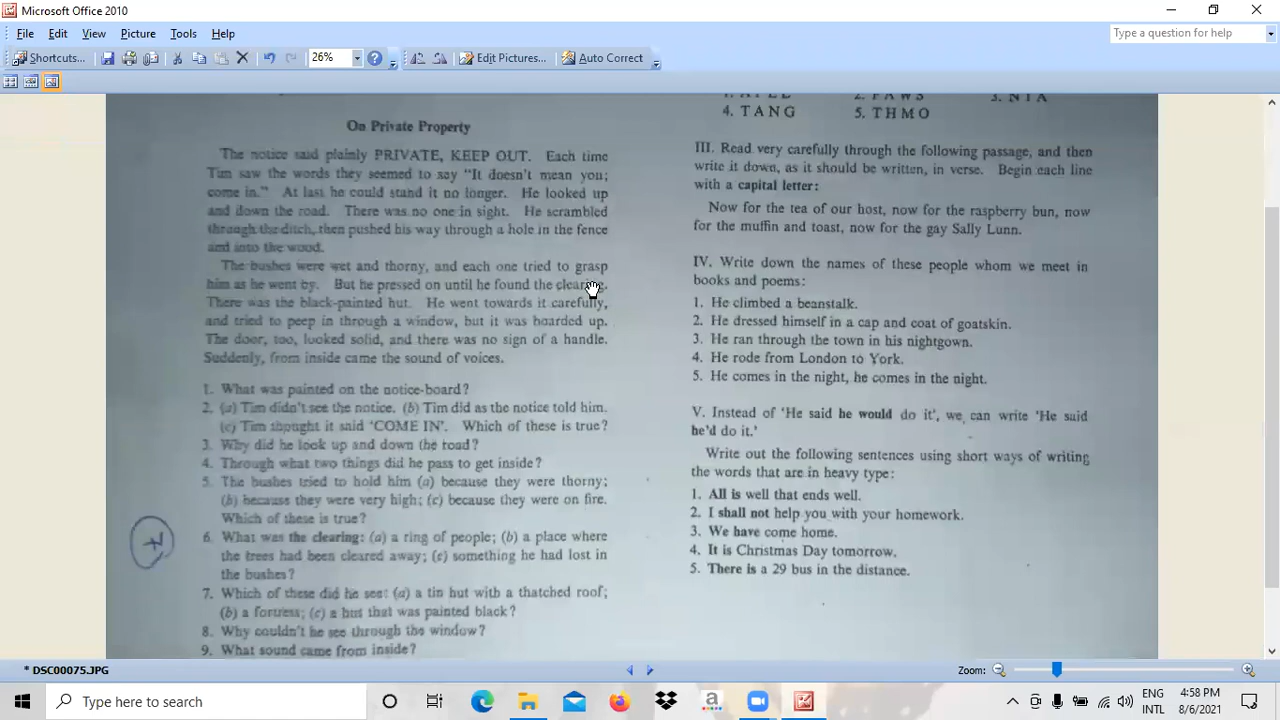 Microsoft Office 2010
File Edit View Picture Tools Help
Type a question for help
Shortcuts...
26%
Edit Pictures...
Auto Correct
On Private Property
The notice said plainly PRIVATE, KEEP OUT. Each time
Tim saw the words they seemed to say "It doesn't mean you;
come in." At last he could stand it no longer. He looked up
and down the road. There was no one in sight. He scrambled
through the ditch, then pushed his way through a hole in the fence
and into the wood.
The bushes were wet and thorny, and each one tried to grasp
him as he went by. But he pressed on until he found the clearing.
There was the black-painted hut. He went towards it carefully,
and tried to peep in through a window, but it was boarded up.
The door, too, looked solid, and there was no sign of a handle.
Suddenly, from inside came the sound of voices.
1. What was painted on the notice-board?
2. (a) Tim didn't see the notice. (b) Tim did as the notice told him.
(c) Tim thought it said 'COME IN'. Which of these is true?
3. Why did he look up and down the road?
4. Through what two things did he pass to get inside?
5. The bushes tried to hold him (a) because they were thorny;
(b) because they were very high; (c) because they were on fire.
Which of these is true?
6. What was the clearing: (a) a ring of people; (b) a place where
the trees had been cleared away; (c) something he had lost in
the bushes?
7. Which of these did he see: (a) a tin hut with a thatched roof;
(b) a fortress; (c) a hut that was painted black?
8. Why couldn't he see through the window?
9. What sound came from inside?
4. TANG 5. THMO
III. Read very carefully through the following passage, and then
write it down, as it should be written, in verse. Begin each line
with a capital letter:
Now for the tea of our host, now for the raspberry bun, now
for the muffin and toast, now for the gay Sally Lunn.
IV. Write down the names of these people whom we meet in
books and poems:
1. He climbed a beanstalk.
2. He dressed himself in a cap and coat of goatskin.
3. He ran through the town in his nightgown.
4. He rode from London to York.
5. He comes in the night, he comes in the night.
V. Instead of 'He said he would do it', we can write 'He said
he'd do it.'
Write out the following sentences using short ways of writing
the words that are in heavy type:
1. All is well that ends well.
2. I shall not help you with your homework.
3. We have come home.
4. It is Christmas Day tomorrow.
5. There is a 29 bus in the distance.
* DSC00075.JPG
Zoom:
Type here to search
ENG
INTL
4:58 PM
8/6/2021